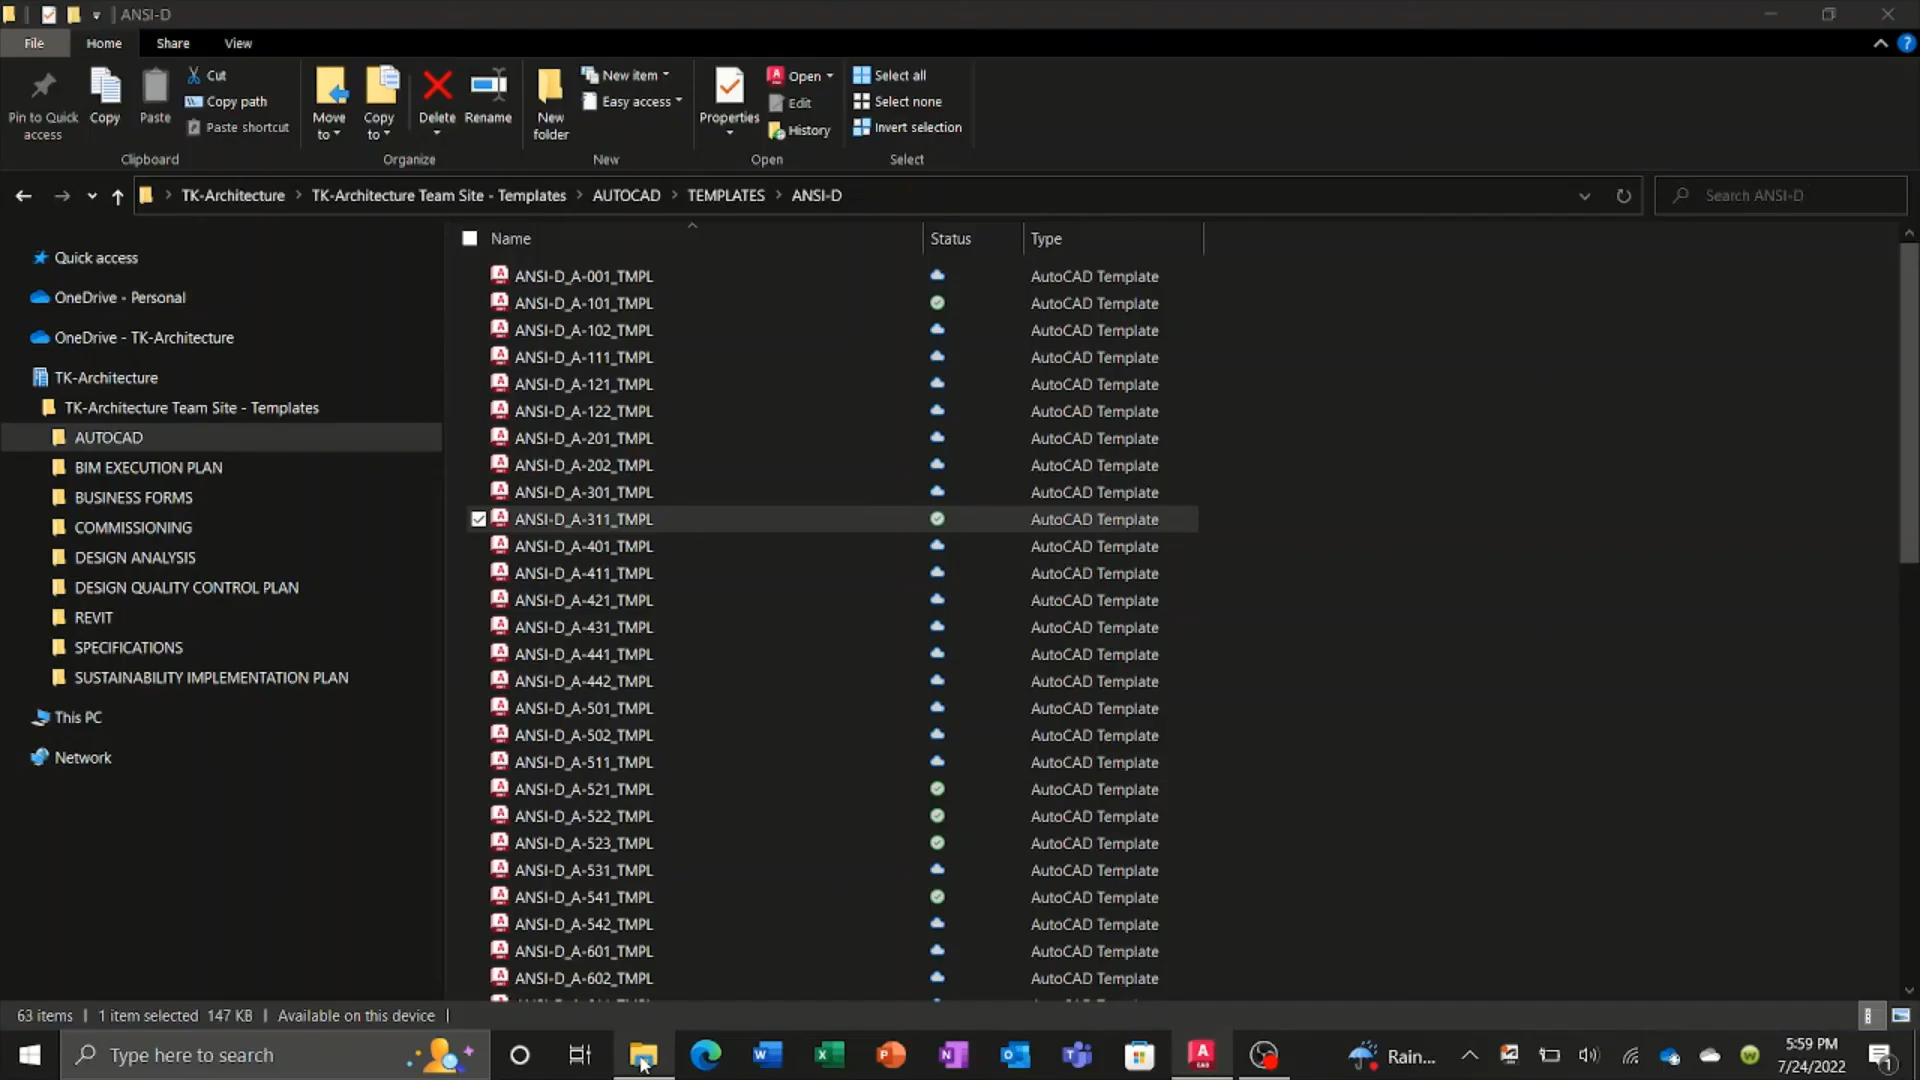 ANSI-D
File Home Share View
Pin to Quick access
Copy
Paste
Cut
Copy path
Paste shortcut
Clipboard
Move to
Copy to
Delete
Rename
Organize
New folder
New item
Easy access
New
Properties
Open
Edit
History
Open
Select all
Select none
Invert selection
Select
TK-Architecture > TK-Architecture Team Site - Templates > AUTOCAD > TEMPLATES > ANSI-D
Search ANSI-D
Quick access
OneDrive - Personal
OneDrive - TK-Architecture
TK-Architecture
TK-Architecture Team Site - Templates
AUTOCAD
BIM EXECUTION PLAN
BUSINESS FORMS
COMMISSIONING
DESIGN ANALYSIS
DESIGN QUALITY CONTROL PLAN
REVIT
SPECIFICATIONS
SUSTAINABILITY IMPLEMENTATION PLAN
This PC
Network
Name Status Type
ANSI-D_A-001_TMPL AutoCAD Template
ANSI-D_A-101_TMPL AutoCAD Template
ANSI-D_A-102_TMPL AutoCAD Template
ANSI-D_A-111_TMPL AutoCAD Template
ANSI-D_A-121_TMPL AutoCAD Template
ANSI-D_A-122_TMPL AutoCAD Template
ANSI-D_A-201_TMPL AutoCAD Template
ANSI-D_A-202_TMPL AutoCAD Template
ANSI-D_A-301_TMPL AutoCAD Template
ANSI-D_A-311_TMPL AutoCAD Template
ANSI-D_A-401_TMPL AutoCAD Template
ANSI-D_A-411_TMPL AutoCAD Template
ANSI-D_A-421_TMPL AutoCAD Template
ANSI-D_A-431_TMPL AutoCAD Template
ANSI-D_A-441_TMPL AutoCAD Template
ANSI-D_A-442_TMPL AutoCAD Template
ANSI-D_A-501_TMPL AutoCAD Template
ANSI-D_A-502_TMPL AutoCAD Template
ANSI-D_A-511_TMPL AutoCAD Template
ANSI-D_A-521_TMPL AutoCAD Template
ANSI-D_A-522_TMPL AutoCAD Template
ANSI-D_A-523_TMPL AutoCAD Template
ANSI-D_A-531_TMPL AutoCAD Template
ANSI-D_A-541_TMPL AutoCAD Template
ANSI-D_A-542_TMPL AutoCAD Template
ANSI-D_A-601_TMPL AutoCAD Template
ANSI-D_A-602_TMPL AutoCAD Template
63 items | 1 item selected 147 KB | Available on this device |
Type here to search
Rain...
5:59 PM
7/24/2022
1